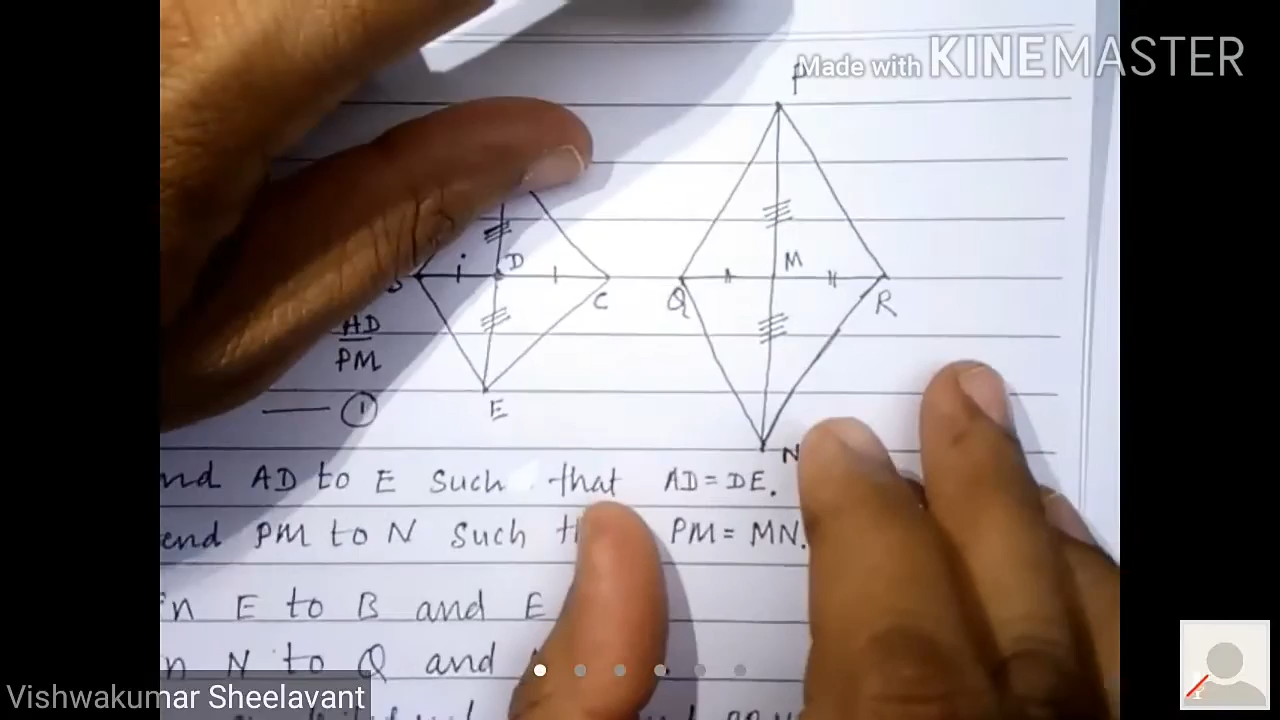 Made with KINEMASTER
P
D
M
C
Q
R
AD
PM
①
E
N
nd AD to E Such that AD = DE.
end PM to N Such PM = MN.
n E to B and E
n N to Q and
Vishwakumar Sheelavant